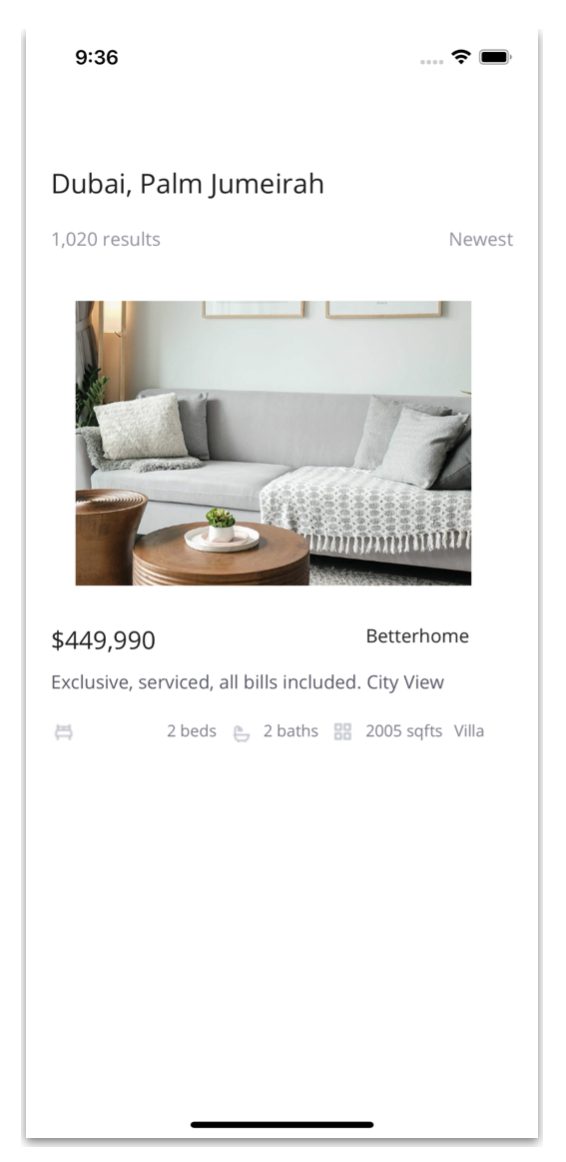 9:36
Dubai, Palm Jumeirah
1,020 results Newest
$449,990 Betterhome
Exclusive, serviced, all bills included. City View
2 beds 2 baths 2005 sqfts Villa